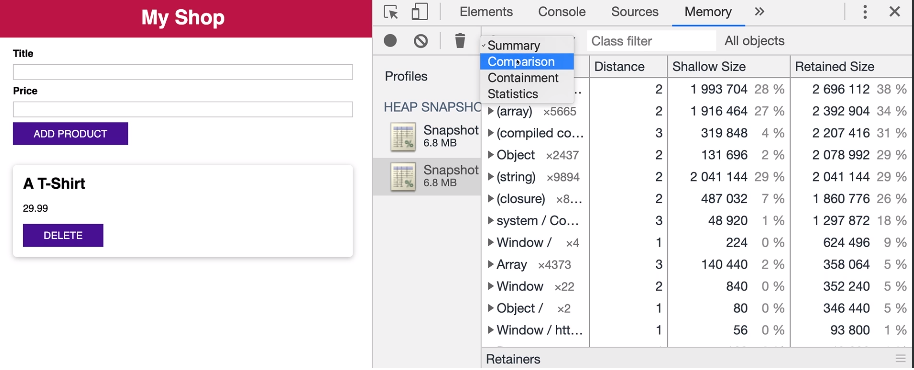 My Shop
Title
Price
ADD PRODUCT
A T-Shirt
29.99
DELETE
Elements Console Sources Memory
Summary
Comparison
Containment
Statistics
Class filter
All objects
Profiles
HEAP SNAPSHO
Snapshot
6.8 MB
Snapshot
6.8 MB
Distance Shallow Size Retained Size
… 2 1 993 704 28 % 2 696 112 38 %
(array) ×5665 2 1 916 464 27 % 2 392 904 34 %
(compiled co… 3 319 848 4 % 2 207 416 31 %
Object ×2437 2 131 696 2 % 2 078 992 29 %
(string) ×9894 2 2 041 144 29 % 2 041 144 29 %
(closure) ×8… 2 487 032 7 % 1 860 776 26 %
system / Co… 3 48 920 1 % 1 297 872 18 %
Window / ×4 1 224 0 % 624 496 9 %
Array ×4373 3 140 440 2 % 358 064 5 %
Window ×22 2 840 0 % 352 240 5 %
Object / ×2 1 80 0 % 346 440 5 %
Window / htt… 1 56 0 % 93 800 1 %
Retainers